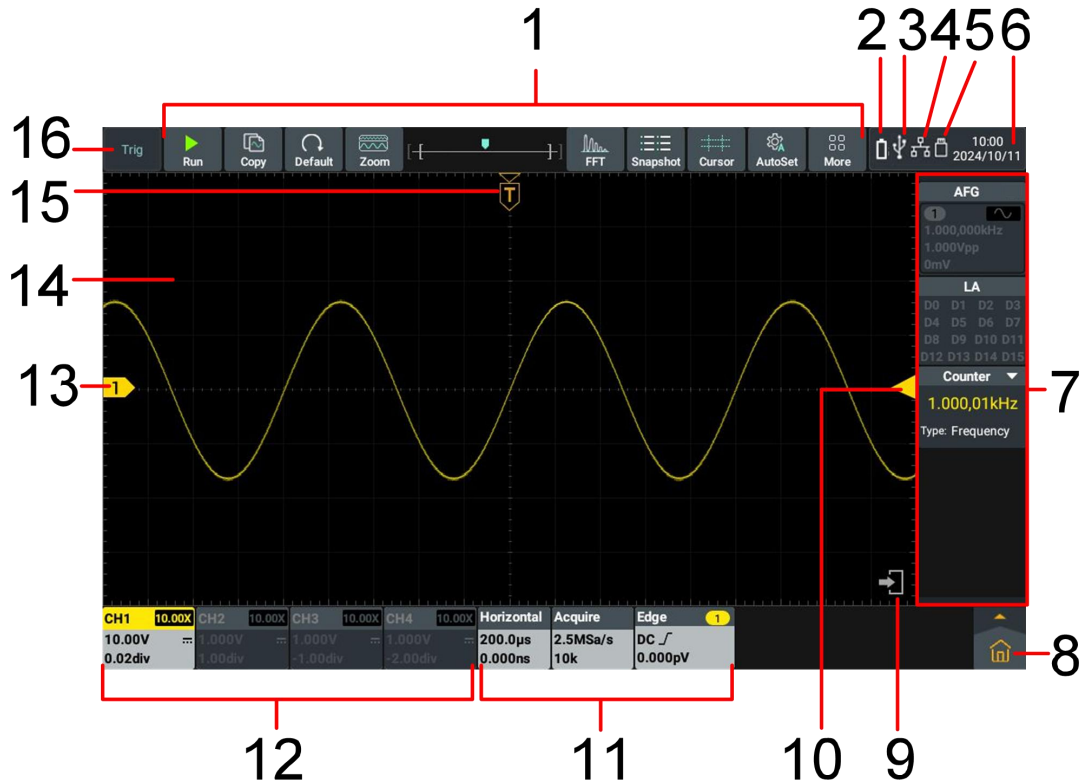 1
2 3 4 5 6
16
Trig
Run
Copy
Default
Zoom
FFT
Snapshot
Cursor
AutoSet
More
10:00
2024/10/11
15
T
AFG
1
1.000,000kHz
1.000Vpp
0mV
14
LA
D0 D1 D2 D3
D4 D5 D6 D7
D8 D9 D10 D11
D12 D13 D14 D15
13
1
Counter
7
1.000,01kHz
Type: Frequency
CH1 10.00X
10.00V
0.02div
CH2 10.00X
1.000V
1.00div
CH3 10.00X
1.000V
-1.00div
CH4 10.00X
1.000V
-2.00div
Horizontal
200.0µs
0.000ns
Acquire
2.5MSa/s
10k
Edge 1
DC
0.000pV
8
12
11
10
9